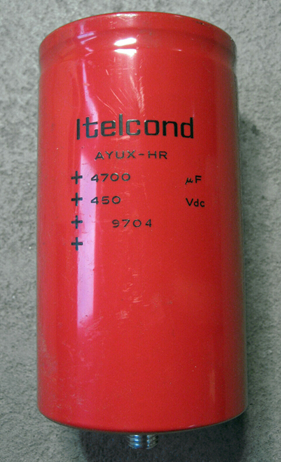 Itelcond
AYUX-HR
+ 4700 µF
+ 450 Vdc
+ 9704
+